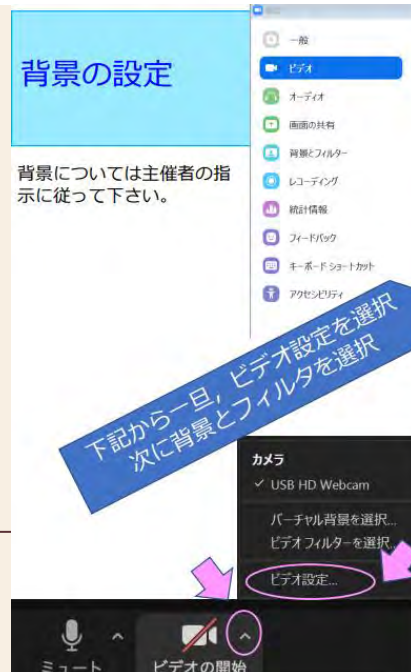 背景の設定
背景については主催者の指
示に従って下さい。
一般
ビデオ
オーディオ
画面の共有
背景とフィルター
レコーディング
統計情報
フィードバック
キーボード ショートカット
アクセシビリティ
下記から一旦，ビデオ設定を選択
次に背景とフィルタを選択
カメラ
✓ USB HD Webcam
バーチャル背景を選択...
ビデオ フィルターを選択...
ビデオ設定...
ミュート
ビデオの開始